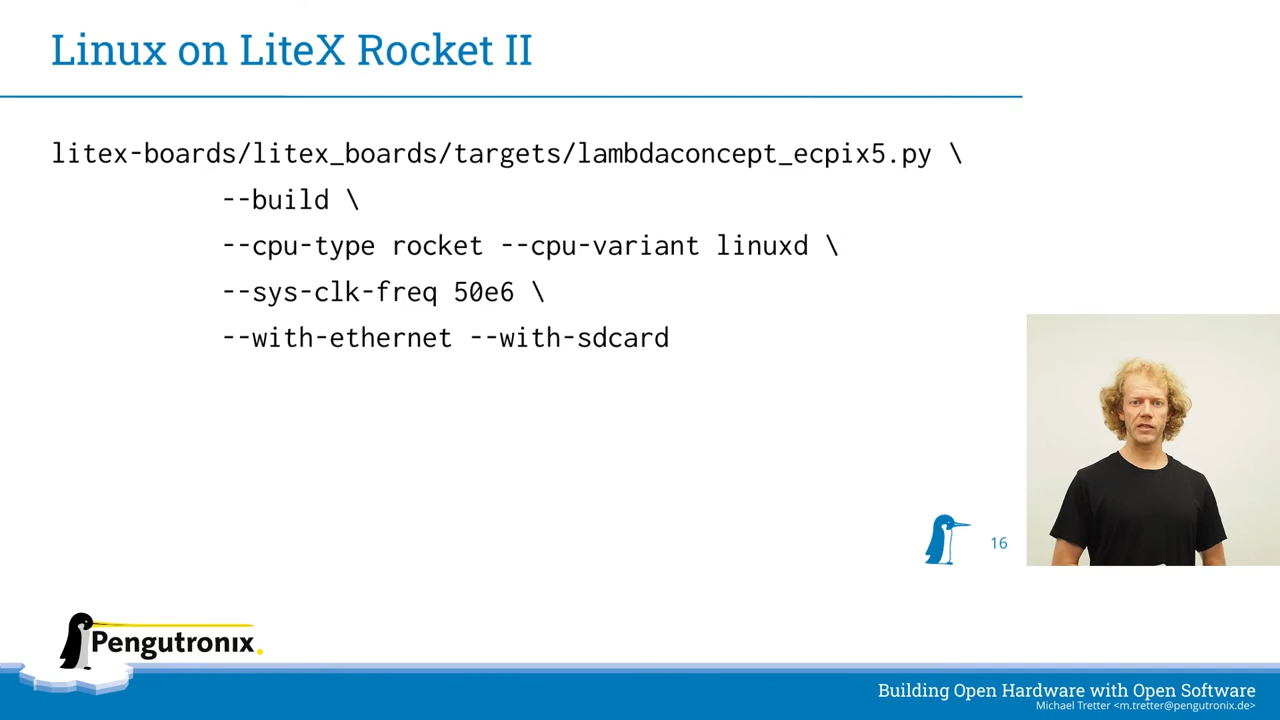 Linux on LiteX Rocket II
litex-boards/litex_boards/targets/lambdaconcept_ecpix5.py \
--build \
--cpu-type rocket --cpu-variant linuxd \
--sys-clk-freq 50e6 \
--with-ethernet --with-sdcard
16
Pengutronix
Building Open Hardware with Open Software
Michael Tretter <m.tretter@pengutronix.de>